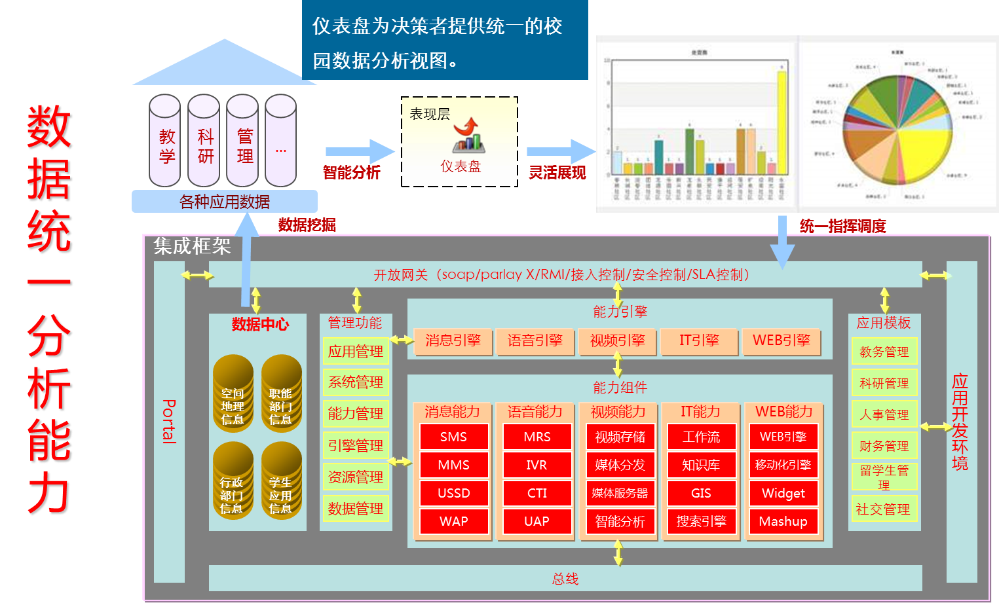 仪表盘为决策者提供统一的校
园数据分析视图。
数据统一分析能力
教学
科研
管理
...
各种应用数据
智能分析
表现层
仪表盘
灵活展现
10
8
6
4
2
0
数据挖掘
统一指挥调度
集成框架
开放网关（soap/parlay X/RMI/接入控制/安全控制/SLA控制）
Portal
数据中心
空间
地理
信息
职能
部门
信息
行政
部门
信息
学生
应用
信息
管理功能
应用管理
系统管理
能力管理
引擎管理
资源管理
数据管理
能力引擎
消息引擎
语音引擎
视频引擎
IT引擎
WEB引擎
能力组件
消息能力
SMS
MMS
USSD
WAP
语音能力
MRS
IVR
CTI
UAP
视频能力
视频存储
媒体分发
媒体服务器
智能分析
IT能力
工作流
知识库
GIS
搜索引擎
WEB能力
WEB引擎
移动化引擎
Widget
Mashup
应用模板
教务管理
科研管理
人事管理
财务管理
留学生管
理
社交管理
应用开发环境
总线